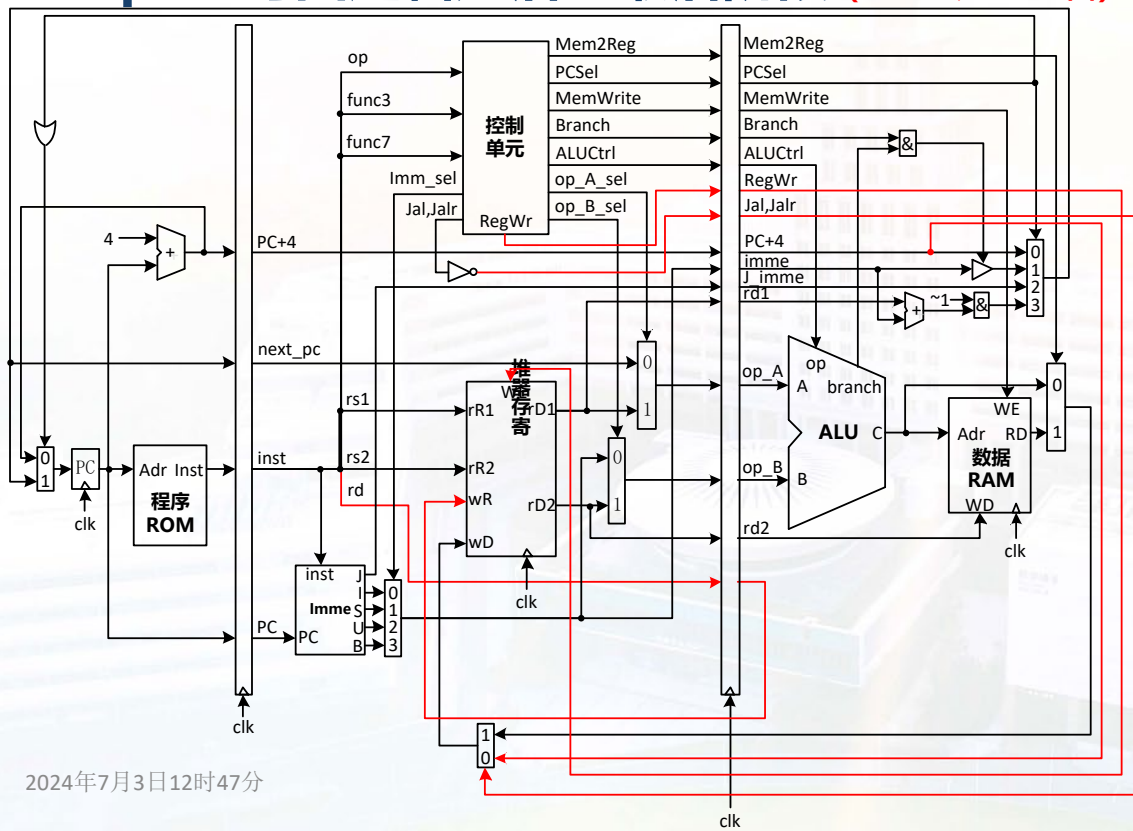 Mem2Reg
PCSel
MemWrite
Branch
ALUCtrl
op_A_sel
op_B_sel
op
func3
func7
控制
单元
Imm_sel
Jal,Jalr
RegWr
Mem2Reg
PCSel
MemWrite
Branch
ALUCtrl
RegWr
Jal,Jalr
PC+4
imme
J_imme
rd1
&
~1
+
&
0
1
2
3
4
+
PC+4
next_pc
0
1
PC
clk
Adr Inst
程序
ROM
inst
rs1
rs2
rd
rR1
rR2
wR
wD
W
堆
器
存
寄
rD1
rD2
clk
0
1
0
1
op_A
op_B
rd2
op
branch
A
B
ALU
C
WE
Adr RD
数据
RAM
WD
clk
0
1
PC
inst
Imme
PC
J
I
S
U
B
0
1
2
3
clk
1
0
clk
2024年7月3日12时47分